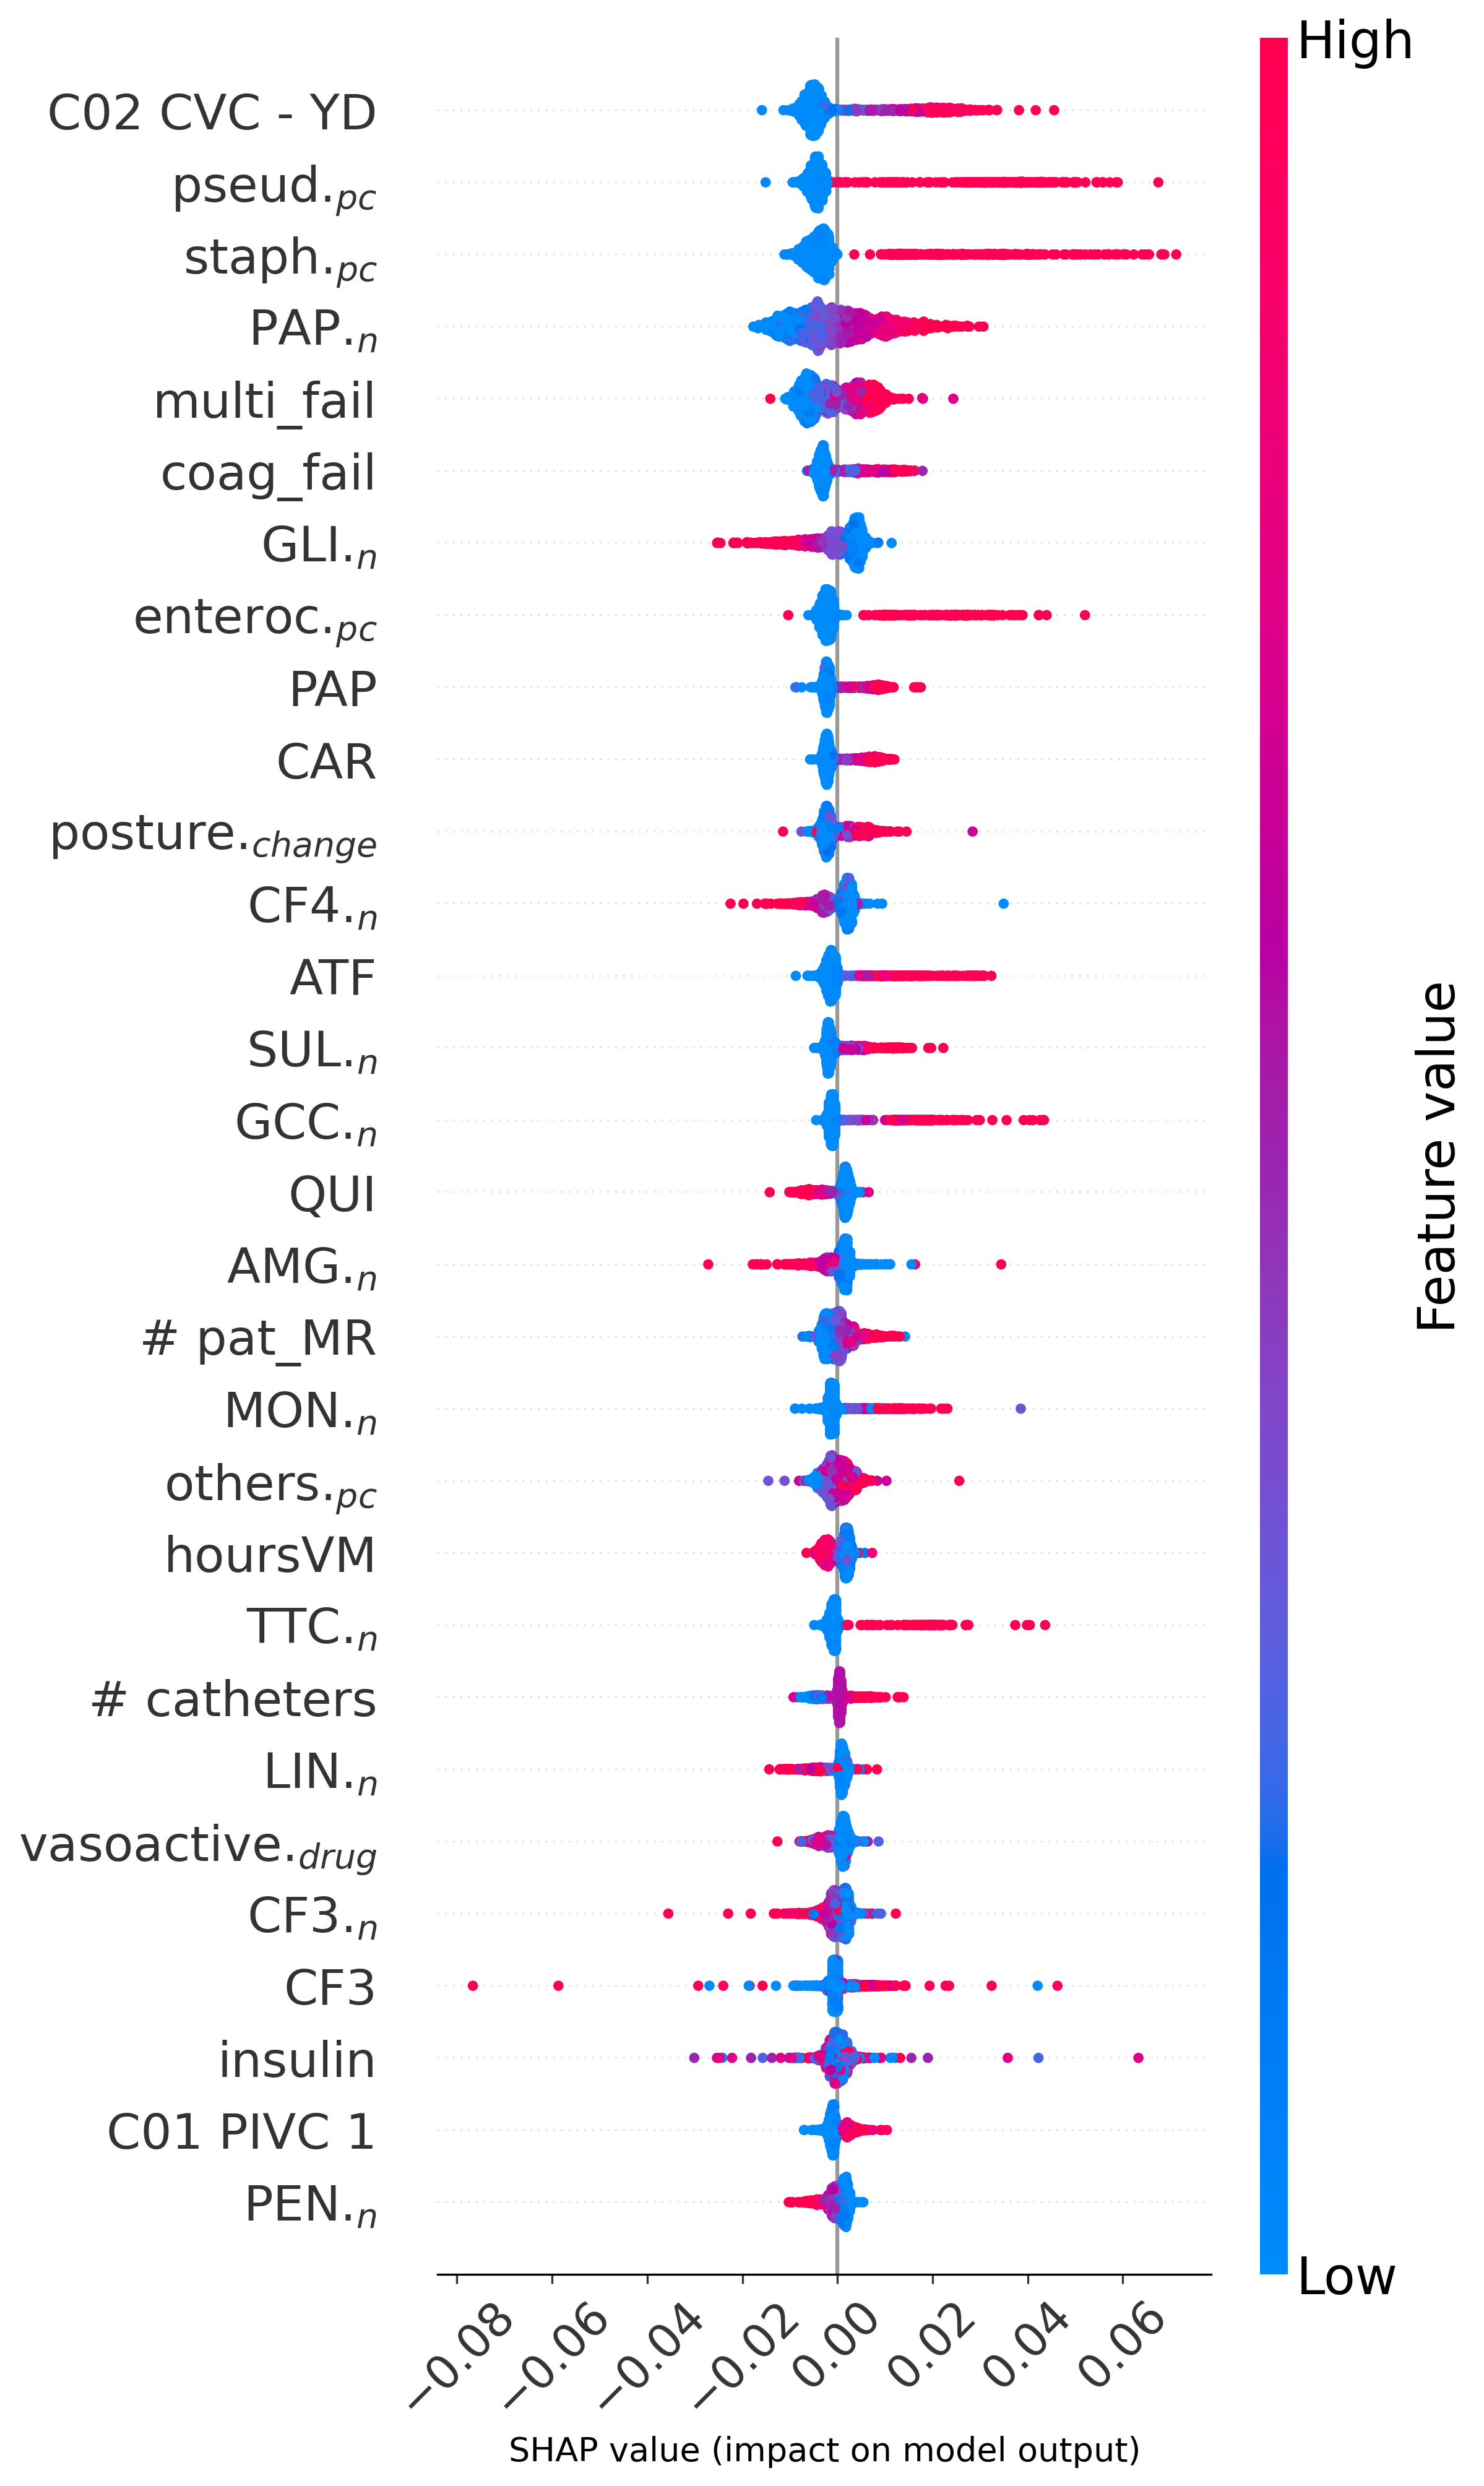 High
C02 CVC - YD
pseud.pc
staph.pc
PAP.n
multi_fail
coag_fail
GLI.n
enteroc.pc
PAP
CAR
posture.change
CF4.n
ATF
SUL.n
GCC.n
QUI
AMG.n
# pat_MR
MON.n
others.pc
hoursVM
TTC.n
# catheters
LIN.n
vasoactive.drug
CF3.n
CF3
insulin
C01 PIVC 1
PEN.n
Feature value
Low
−0.08 −0.06 −0.04 −0.02 0.00 0.02 0.04 0.06
SHAP value (impact on model output)